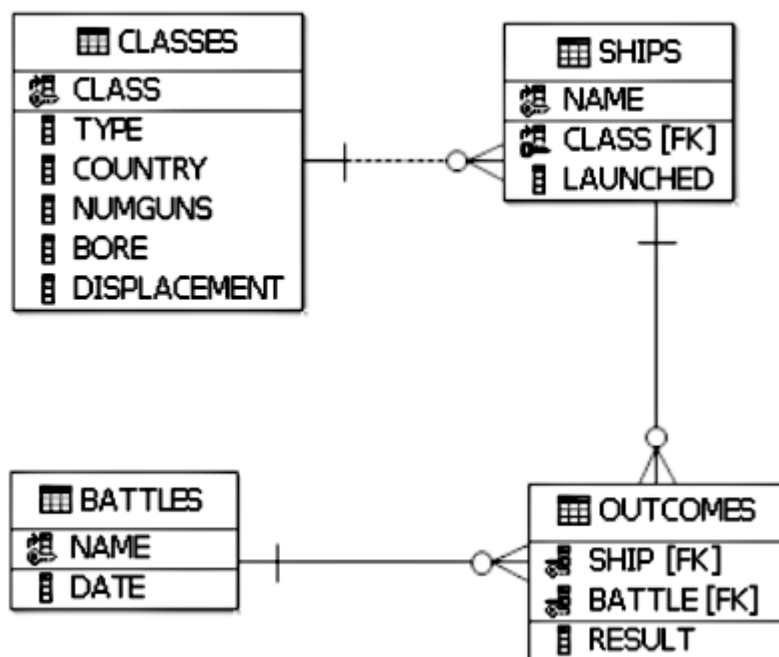 CLASSES
CLASS
TYPE
COUNTRY
NUMGUNS
BORE
DISPLACEMENT
SHIPS
NAME
CLASS [FK]
LAUNCHED
BATTLES
NAME
DATE
OUTCOMES
SHIP [FK]
BATTLE [FK]
RESULT